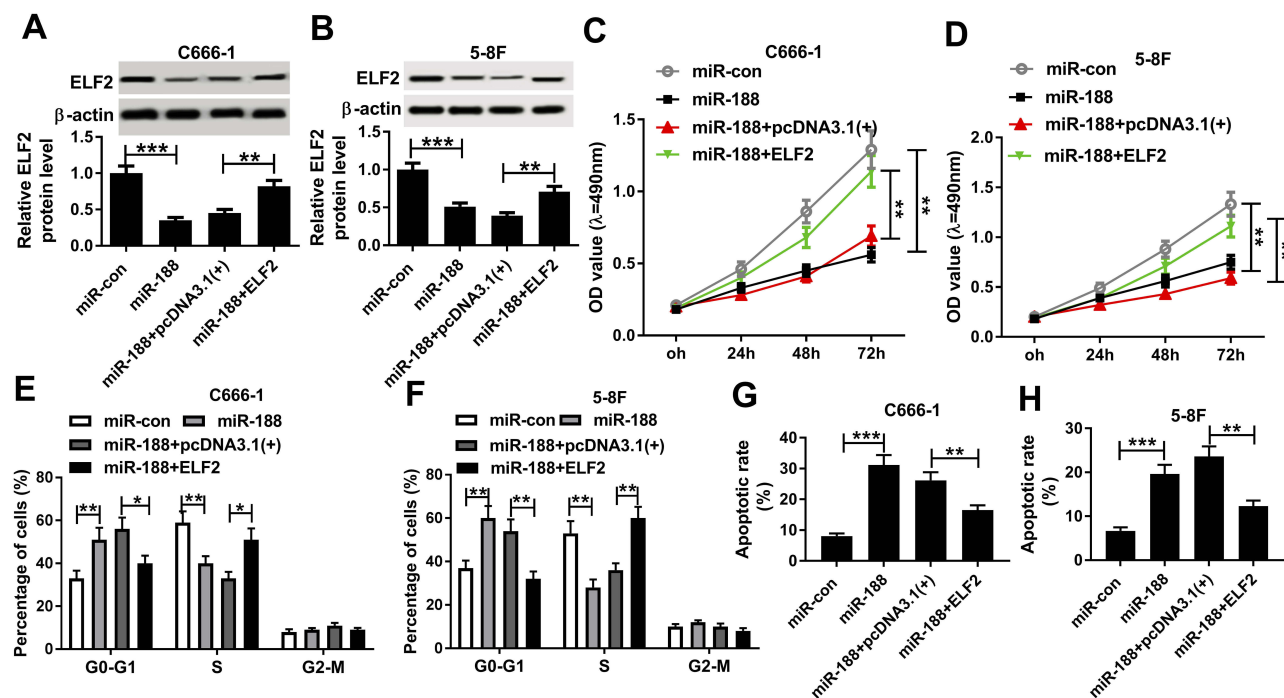 A
C666-1
ELF2
β-actin
Relative ELF2
protein level
1.5
1.0
0.5
0.0
***
**
miR-con
miR-188
miR-188+pcDNA3.1(+)
miR-188+ELF2
B
5-8F
ELF2
β-actin
Relative ELF2
protein level
1.5
1.0
0.5
0.0
***
**
miR-con
miR-188
miR-188+pcDNA3.1(+)
miR-188+ELF2
C
C666-1
miR-con
miR-188
miR-188+pcDNA3.1(+)
miR-188+ELF2
OD value (λ=490nm)
1.5
1.0
0.5
0.0
oh
24h
48h
72h
**
**
D
5-8F
miR-con
miR-188
miR-188+pcDNA3.1(+)
miR-188+ELF2
OD value (λ=490nm)
2.0
1.5
1.0
0.5
0.0
oh
24h
48h
72h
**
E
C666-1
miR-con
miR-188
miR-188+pcDNA3.1(+)
miR-188+ELF2
Percentage of cells (%)
80
60
40
20
0
**
*
**
*
G0-G1
S
G2-M
F
5-8F
miR-con
miR-188
miR-188+pcDNA3.1(+)
miR-188+ELF2
Percentage of cells (%)
80
60
40
20
0
**
**
**
**
G0-G1
S
G2-M
G
C666-1
Apoptotic rate
(%)
40
30
20
10
0
***
**
miR-con
miR-188
miR-188+pcDNA3.1(+)
miR-188+ELF2
H
5-8F
Apoptotic rate
(%)
30
20
10
0
***
**
miR-con
miR-188
miR-188+pcDNA3.1(+)
miR-188+ELF2